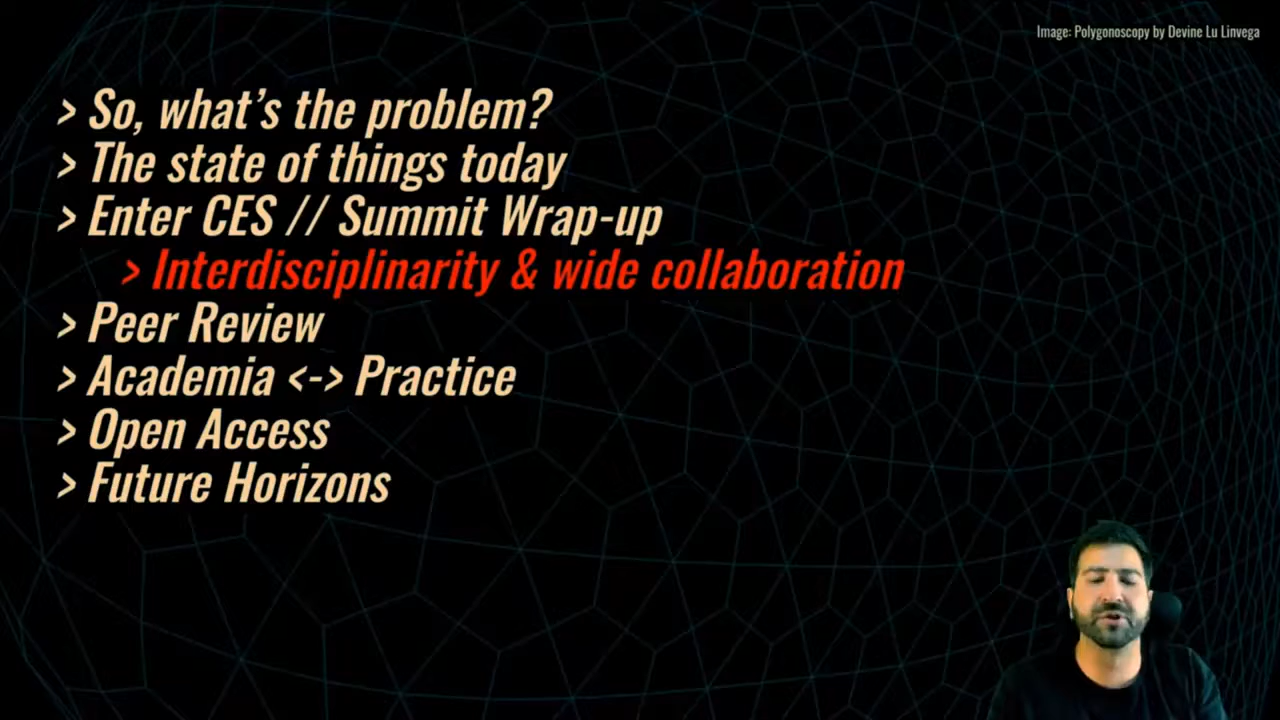 Image: Polygonoscopy by Devine Lu Linvega
> So, what's the problem?
> The state of things today
> Enter CES // Summit Wrap-up
> Interdisciplinarity & wide collaboration
> Peer Review
> Academia <-> Practice
> Open Access
> Future Horizons